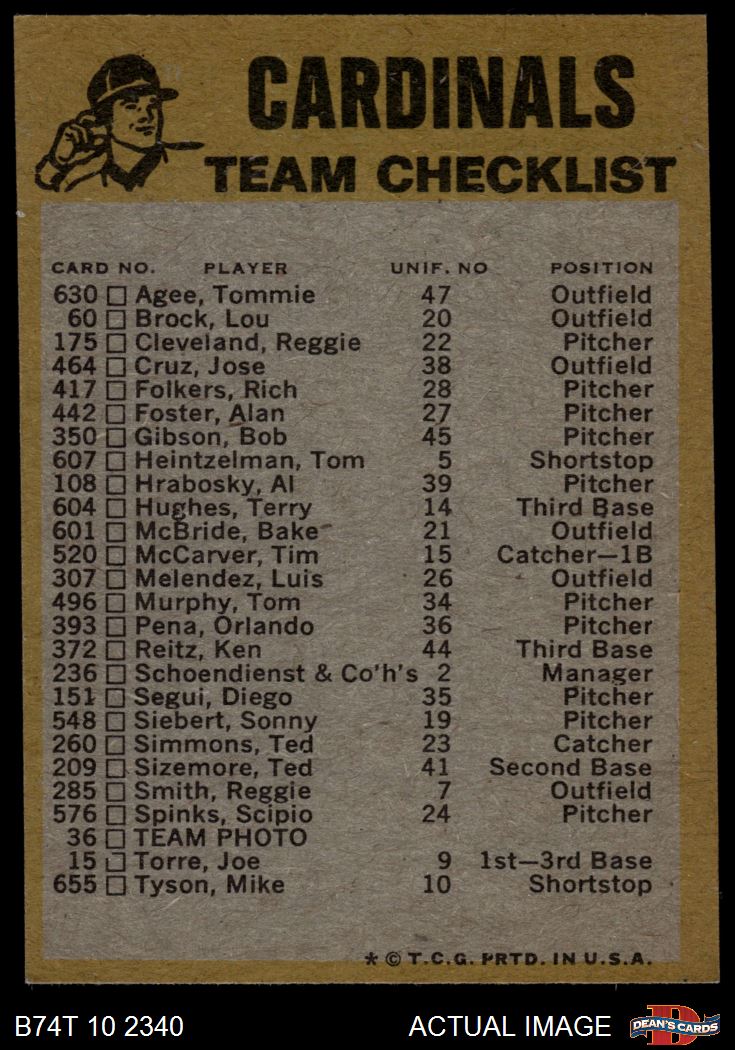 CARDINALS
TEAM CHECKLIST
CARD NO. PLAYER UNIF. NO POSITION
630 Agee, Tommie 47 Outfield
60 Brock, Lou 20 Outfield
175 Cleveland, Reggie 22 Pitcher
464 Cruz, Jose 38 Outfield
417 Folkers, Rich 28 Pitcher
442 Foster, Alan 27 Pitcher
350 Gibson, Bob 45 Pitcher
607 Heintzelman, Tom 5 Shortstop
108 Hrabosky, Al 39 Pitcher
604 Hughes, Terry 14 Third Base
601 McBride, Bake 21 Outfield
520 McCarver, Tim 15 Catcher—1B
307 Melendez, Luis 26 Outfield
496 Murphy, Tom 34 Pitcher
393 Pena, Orlando 36 Pitcher
372 Reitz, Ken 44 Third Base
236 Schoendienst & Co'h's 2 Manager
151 Segui, Diego 35 Pitcher
548 Siebert, Sonny 19 Pitcher
260 Simmons, Ted 23 Catcher
209 Sizemore, Ted 41 Second Base
285 Smith, Reggie 7 Outfield
576 Spinks, Scipio 24 Pitcher
36 TEAM PHOTO
15 Torre, Joe 9 1st—3rd Base
655 Tyson, Mike 10 Shortstop
* © T.C.G. PRTD. IN U.S.A.
B74T 10 2340 ACTUAL IMAGE D DEAN'S CARDS